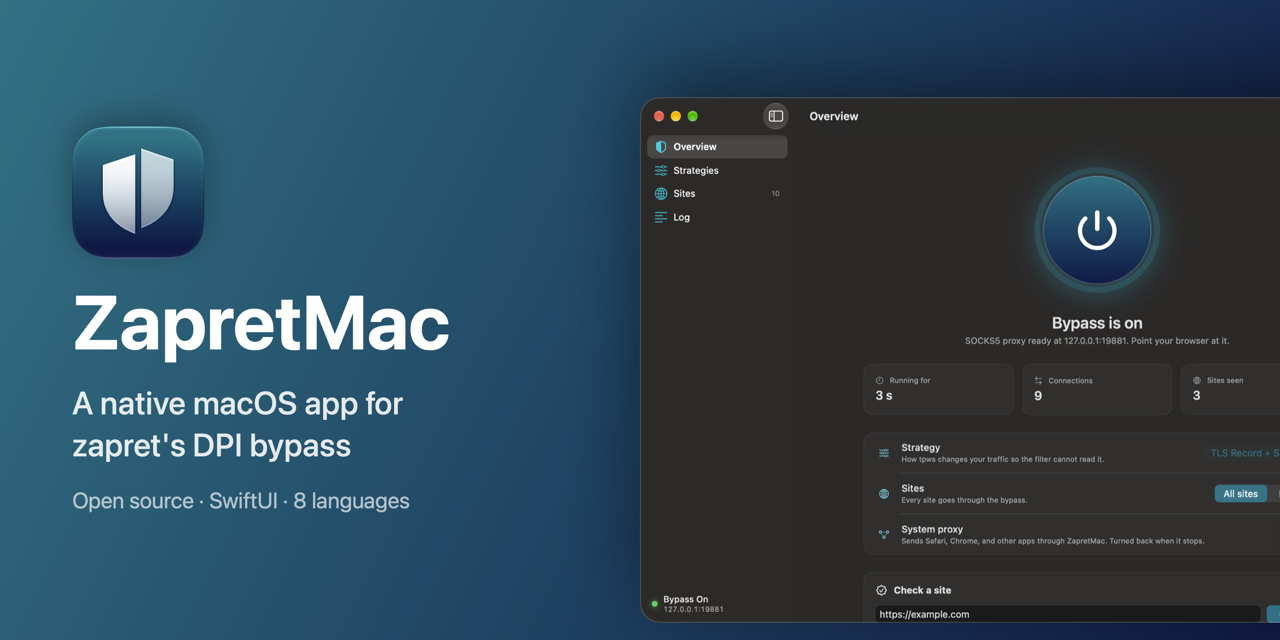 ZapretMac
A native macOS app for
zapret's DPI bypass
Open source · SwiftUI · 8 languages
Overview
Overview
Strategies
Sites 10
Log
Bypass is on
SOCKS5 proxy ready at 127.0.0.1:19881. Point your browser at it.
Running for
3 s
Connections
9
Sites seen
3
Strategy
How tpws changes your traffic so the filter cannot read it.
TLS Record + S
Sites
Every site goes through the bypass.
All sites
System proxy
Sends Safari, Chrome, and other apps through ZapretMac. Turned back when it stops.
Check a site
https://example.com
Bypass On
127.0.0.1:19881